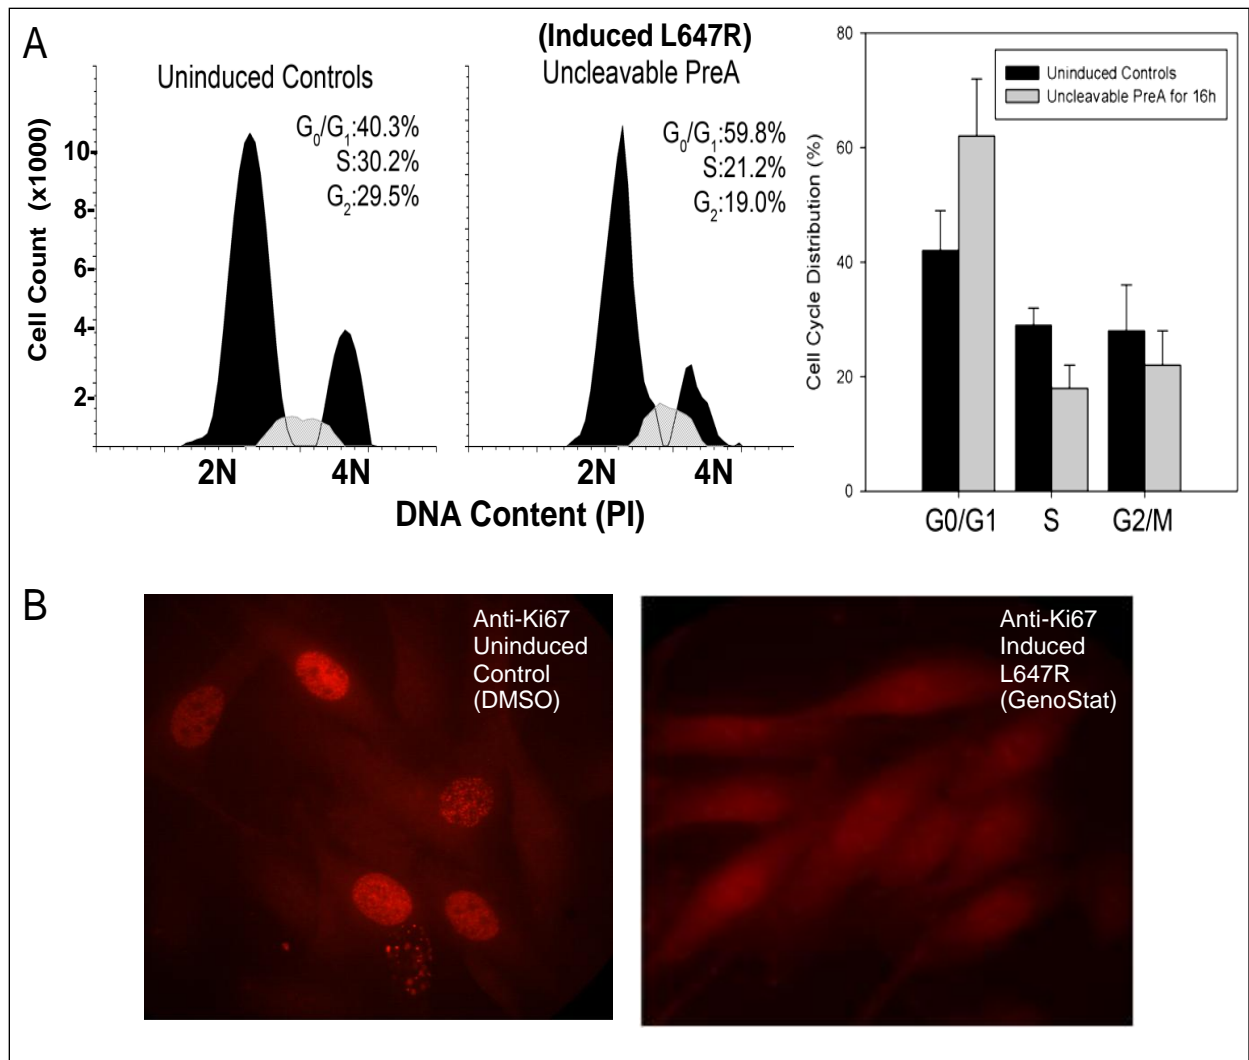 A
Uninduced Controls
G0/G1:40.3%
S:30.2%
G2:29.5%
(Induced L647R)
Uncleavable PreA
G0/G1:59.8%
S:21.2%
G2:19.0%
Cell Count (x1000)
10-
8-
6-
4-
2-
2N
4N
2N
4N
DNA Content (PI)
Cell Cycle Distribution (%)
80
60
40
20
0
Uninduced Controls
Uncleavable PreA for 16h
G0/G1
S
G2/M
B
Anti-Ki67
Uninduced
Control
(DMSO)
Anti-Ki67
Induced
L647R
(GenoStat)